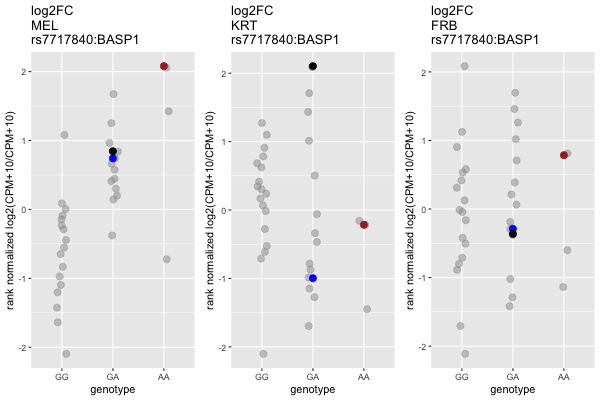 log2FC
MEL
rs7717840:BASP1
rank normalized log2(CPM+10/CPM+10)
2
1
0
-1
-2
GG
GA
AA
genotype
log2FC
KRT
rs7717840:BASP1
rank normalized log2(CPM+10/CPM+10)
2
1
0
-1
-2
GG
GA
AA
genotype
log2FC
FRB
rs7717840:BASP1
rank normalized log2(CPM+10/CPM+10)
2
1
0
-1
-2
GG
GA
AA
genotype